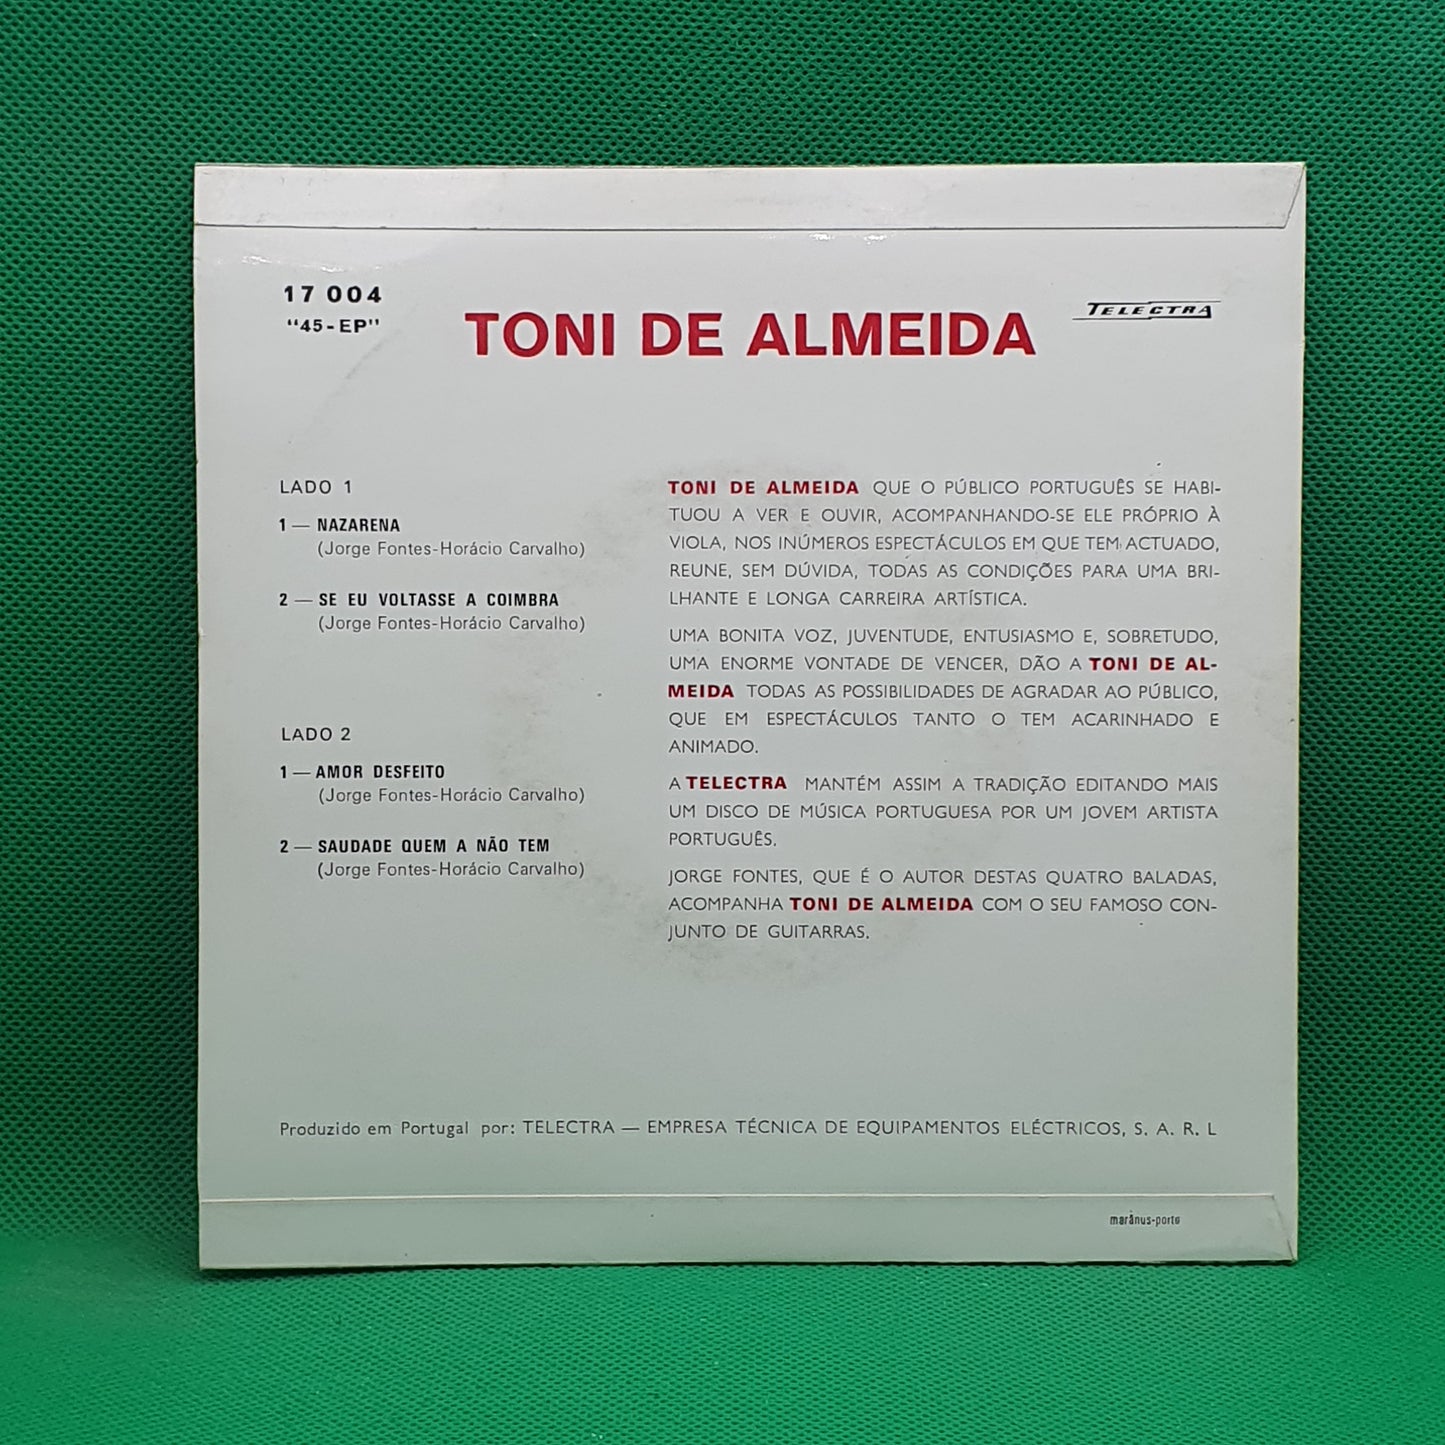 17 004
"45-EP"
TONI DE ALMEIDA
TELECTRA
LADO 1
1 — NAZARENA
(Jorge Fontes-Horácio Carvalho)
2 — SE EU VOLTASSE A COIMBRA
(Jorge Fontes-Horácio Carvalho)
LADO 2
1 — AMOR DESFEITO
(Jorge Fontes-Horácio Carvalho)
2 — SAUDADE QUEM A NÃO TEM
(Jorge Fontes-Horácio Carvalho)
TONI DE ALMEIDA QUE O PÚBLICO PORTUGUÊS SE HABI-
TUOU A VER E OUVIR, ACOMPANHANDO-SE ELE PRÓPRIO À
VIOLA, NOS INÚMEROS ESPECTÁCULOS EM QUE TEM ACTUADO,
REUNE, SEM DÚVIDA, TODAS AS CONDIÇÕES PARA UMA BRI-
LHANTE E LONGA CARREIRA ARTÍSTICA.
UMA BONITA VOZ, JUVENTUDE, ENTUSIASMO E, SOBRETUDO,
UMA ENORME VONTADE DE VENCER, DÃO A TONI DE AL-
MEIDA TODAS AS POSSIBILIDADES DE AGRADAR AO PÚBLICO,
QUE EM ESPECTÁCULOS TANTO O TEM ACARINHADO E
ANIMADO.
A TELECTRA MANTÉM ASSIM A TRADIÇÃO EDITANDO MAIS
UM DISCO DE MÚSICA PORTUGUESA POR UM JOVEM ARTISTA
PORTUGUÊS.
JORGE FONTES, QUE É O AUTOR DESTAS QUATRO BALADAS,
ACOMPANHA TONI DE ALMEIDA COM O SEU FAMOSO CON-
JUNTO DE GUITARRAS.
Produzido em Portugal por: TELECTRA — EMPRESA TÉCNICA DE EQUIPAMENTOS ELÉCTRICOS, S. A. R. L
marânus-porto